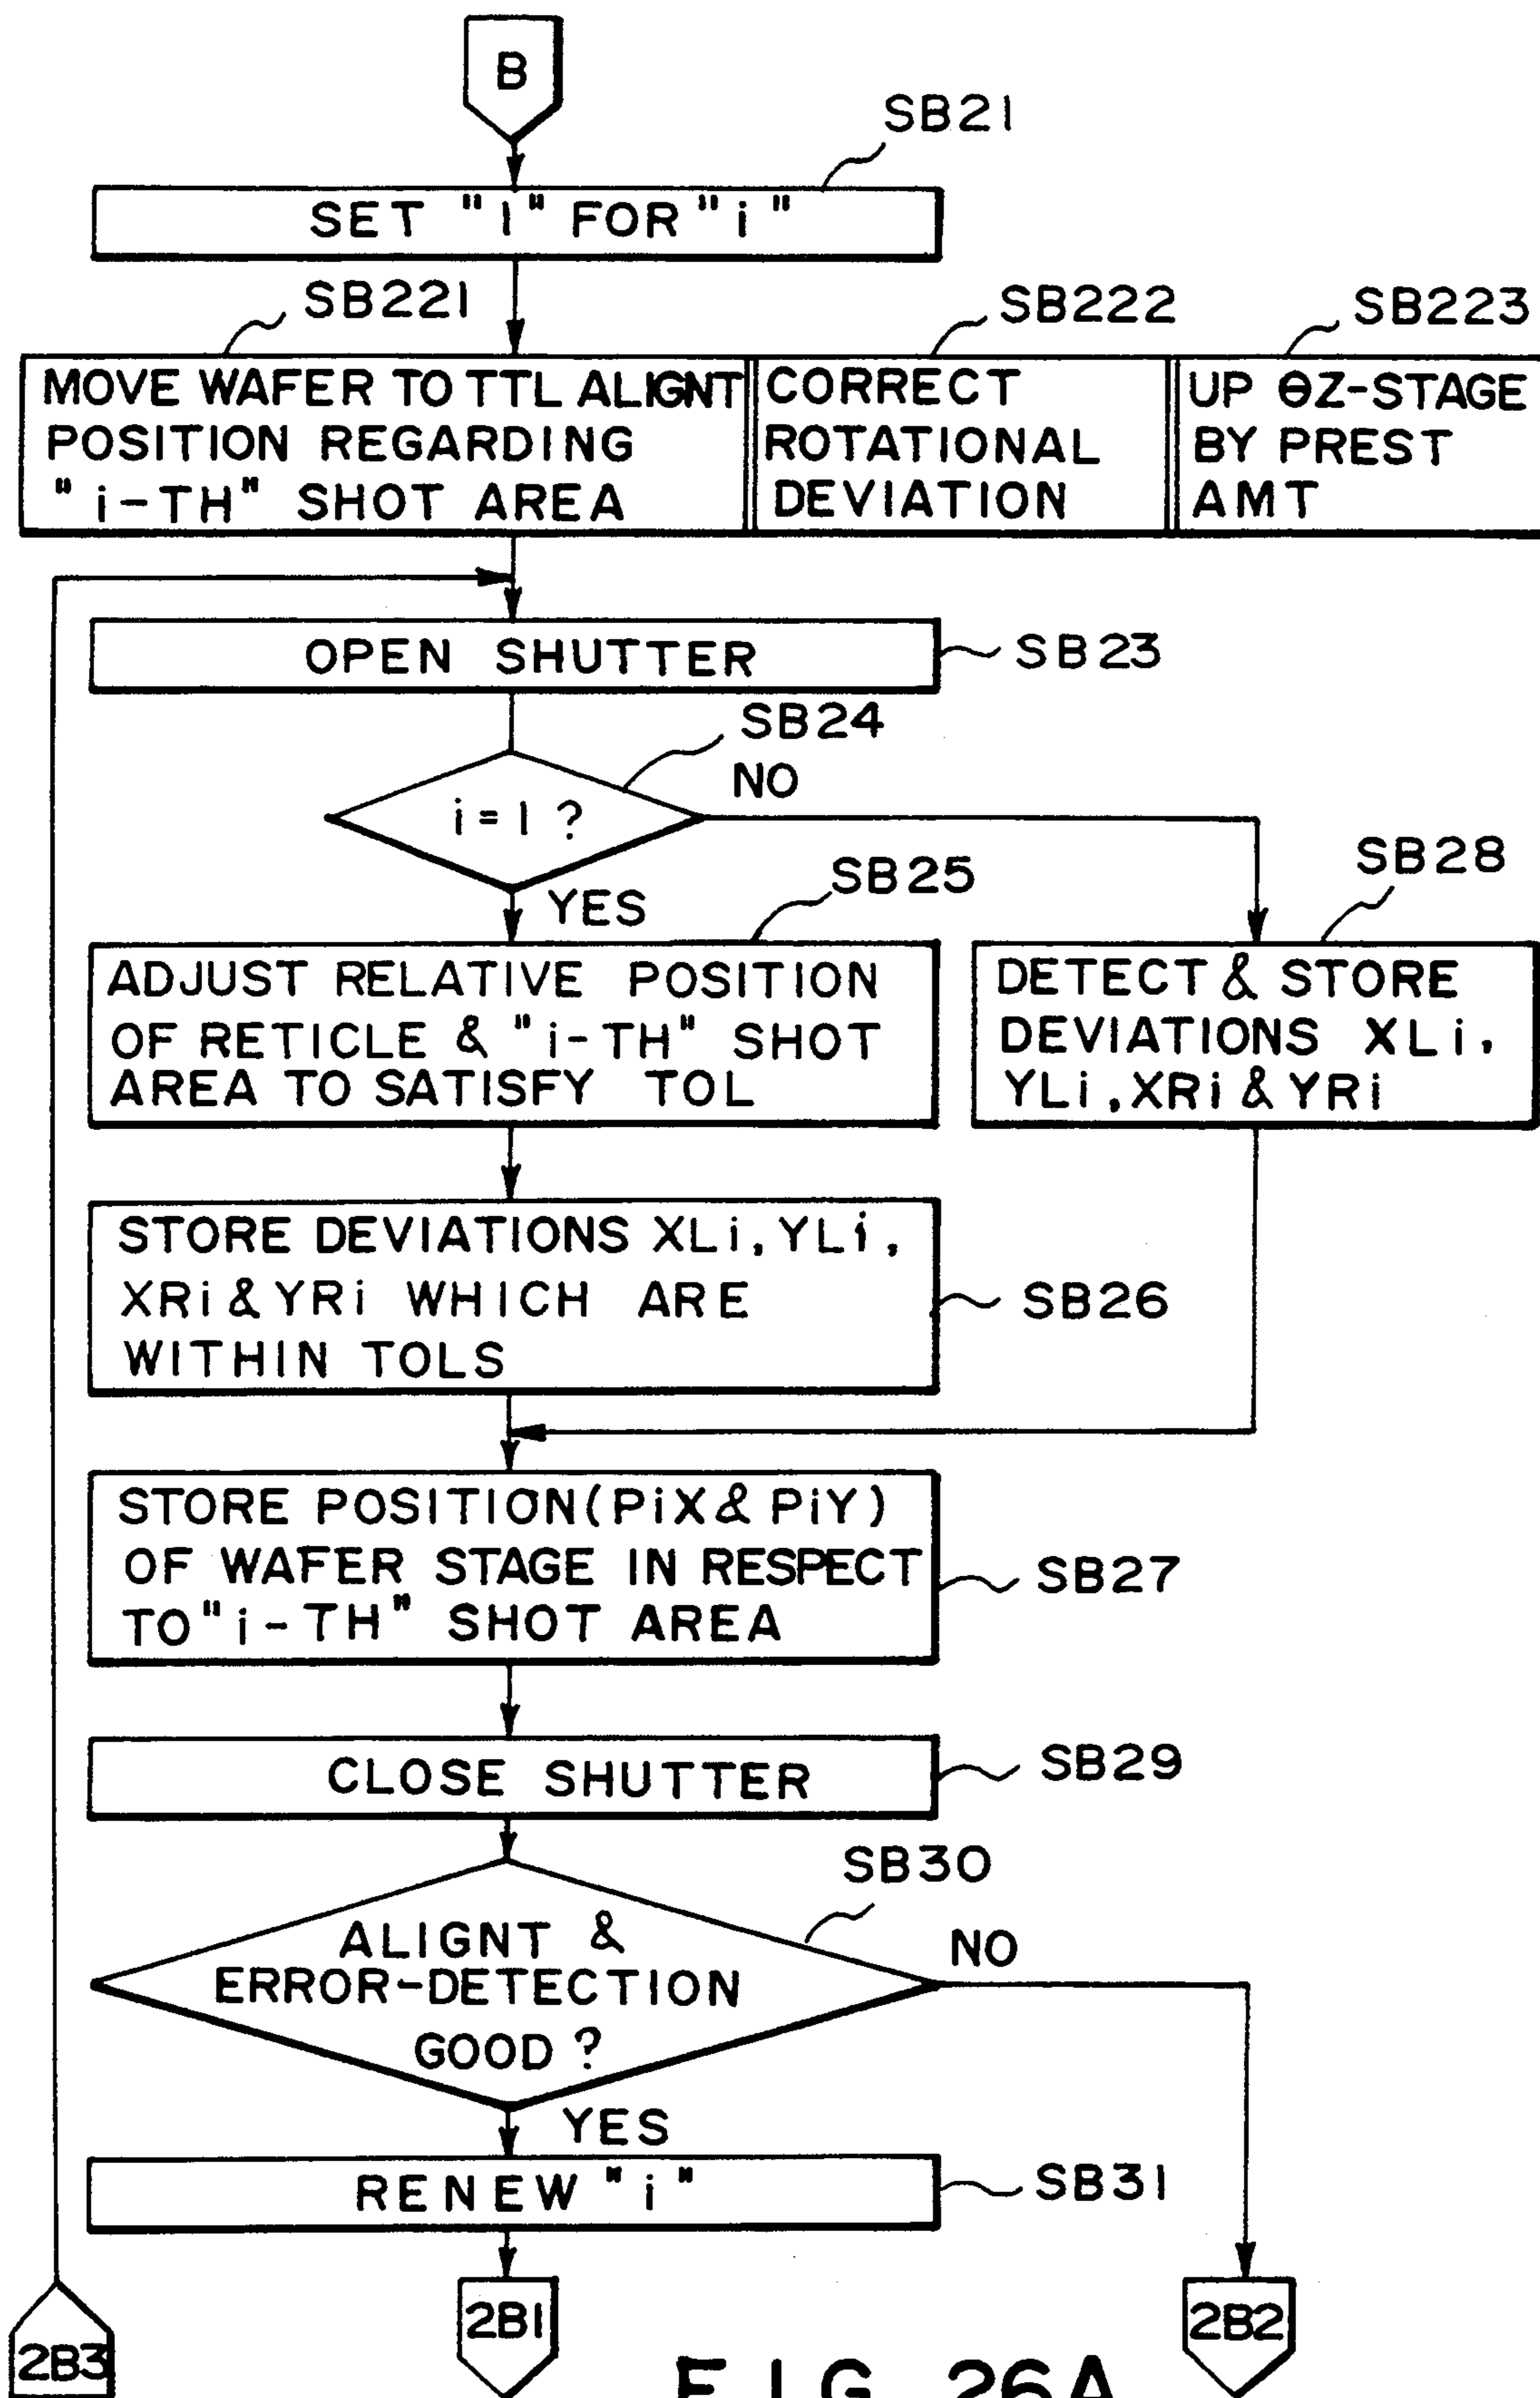 B
SB21
SET "1" FOR "i"
SB221
SB222
SB223
MOVE WAFER TO TTL ALIGNT
POSITION REGARDING
"i-TH" SHOT AREA
CORRECT
ROTATIONAL
DEVIATION
UP ΘZ-STAGE
BY PREST
AMT
OPEN SHUTTER
SB23
SB24
i = 1 ?
NO
YES
SB25
SB28
ADJUST RELATIVE POSITION
OF RETICLE & "i-TH" SHOT
AREA TO SATISFY TOL
DETECT & STORE
DEVIATIONS XLi,
YLi, XRi & YRi
STORE DEVIATIONS XLi, YLi,
XRi & YRi WHICH ARE
WITHIN TOLS
SB26
STORE POSITION (PiX & PiY)
OF WAFER STAGE IN RESPECT
TO "i-TH" SHOT AREA
SB27
CLOSE SHUTTER
SB29
SB30
ALIGNT &
ERROR-DETECTION
GOOD ?
NO
YES
RENEW "i"
SB31
2B3
2B1
2B2
FIG. 26A